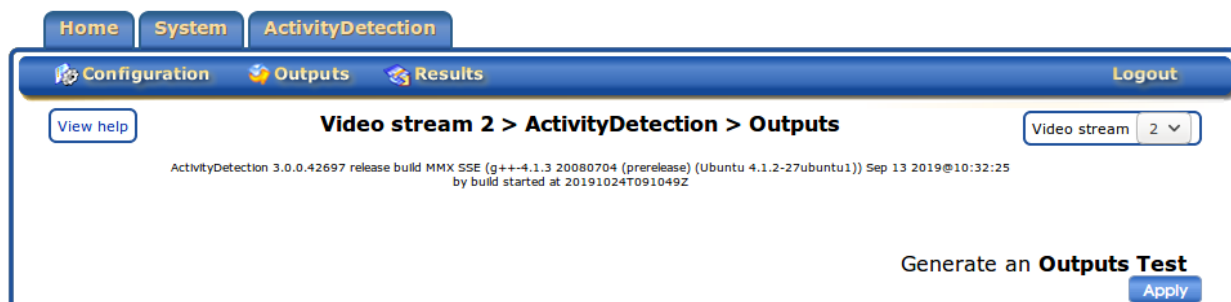 Home System ActivityDetection
Configuration Outputs Results Logout
View help Video stream 2 > ActivityDetection > Outputs Video stream 2
ActivityDetection 3.0.0.42697 release build MMX SSE (g++-4.1.3 20080704 (prerelease) (Ubuntu 4.1.2-27ubuntu1)) Sep 13 2019@10:32:25
by build started at 20191024T091049Z
Generate an Outputs Test
Apply